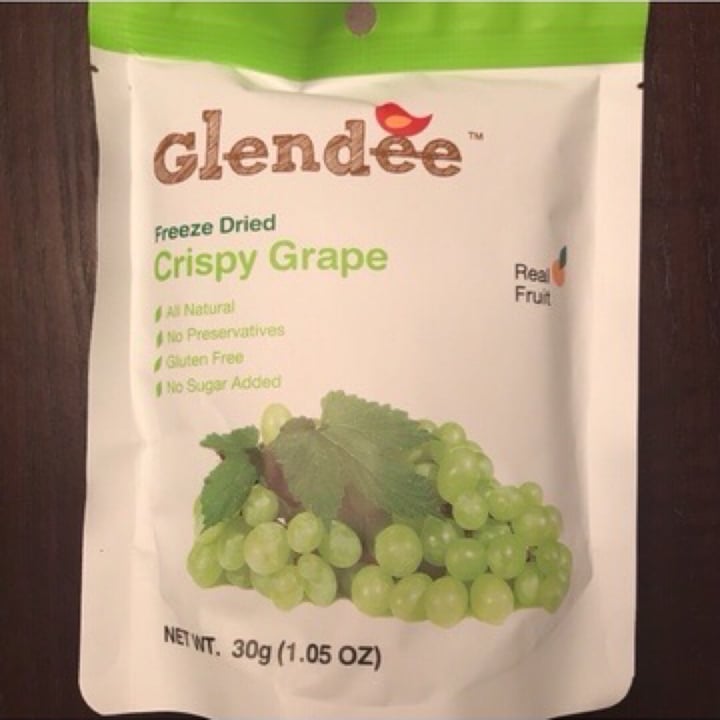 Glendee™
Freeze Dried
Crispy Grape
Real
Fruit
All Natural
No Preservatives
Gluten Free
No Sugar Added
NET WT. 30g (1.05 OZ)